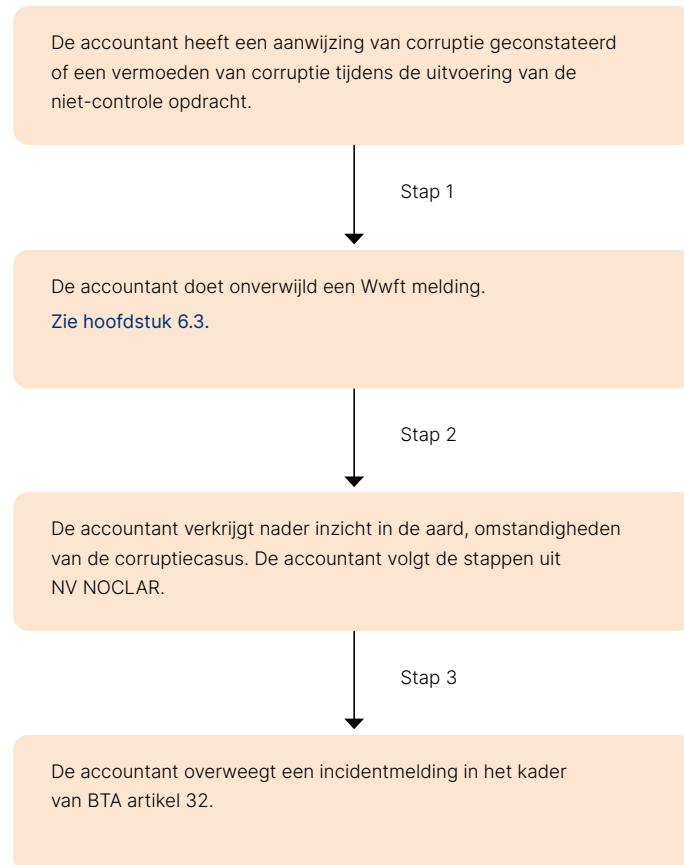 De accountant heeft een aanwijzing van corruptie geconstateerd
of een vermoeden van corruptie tijdens de uitvoering van de
niet-controle opdracht.
Stap 1
De accountant doet onverwijld een Wwft melding.
Zie hoofdstuk 6.3.
Stap 2
De accountant verkrijgt nader inzicht in de aard, omstandigheden
van de corruptiecasus. De accountant volgt de stappen uit
NV NOCLAR.
Stap 3
De accountant overweegt een incidentmelding in het kader
van BTA artikel 32.